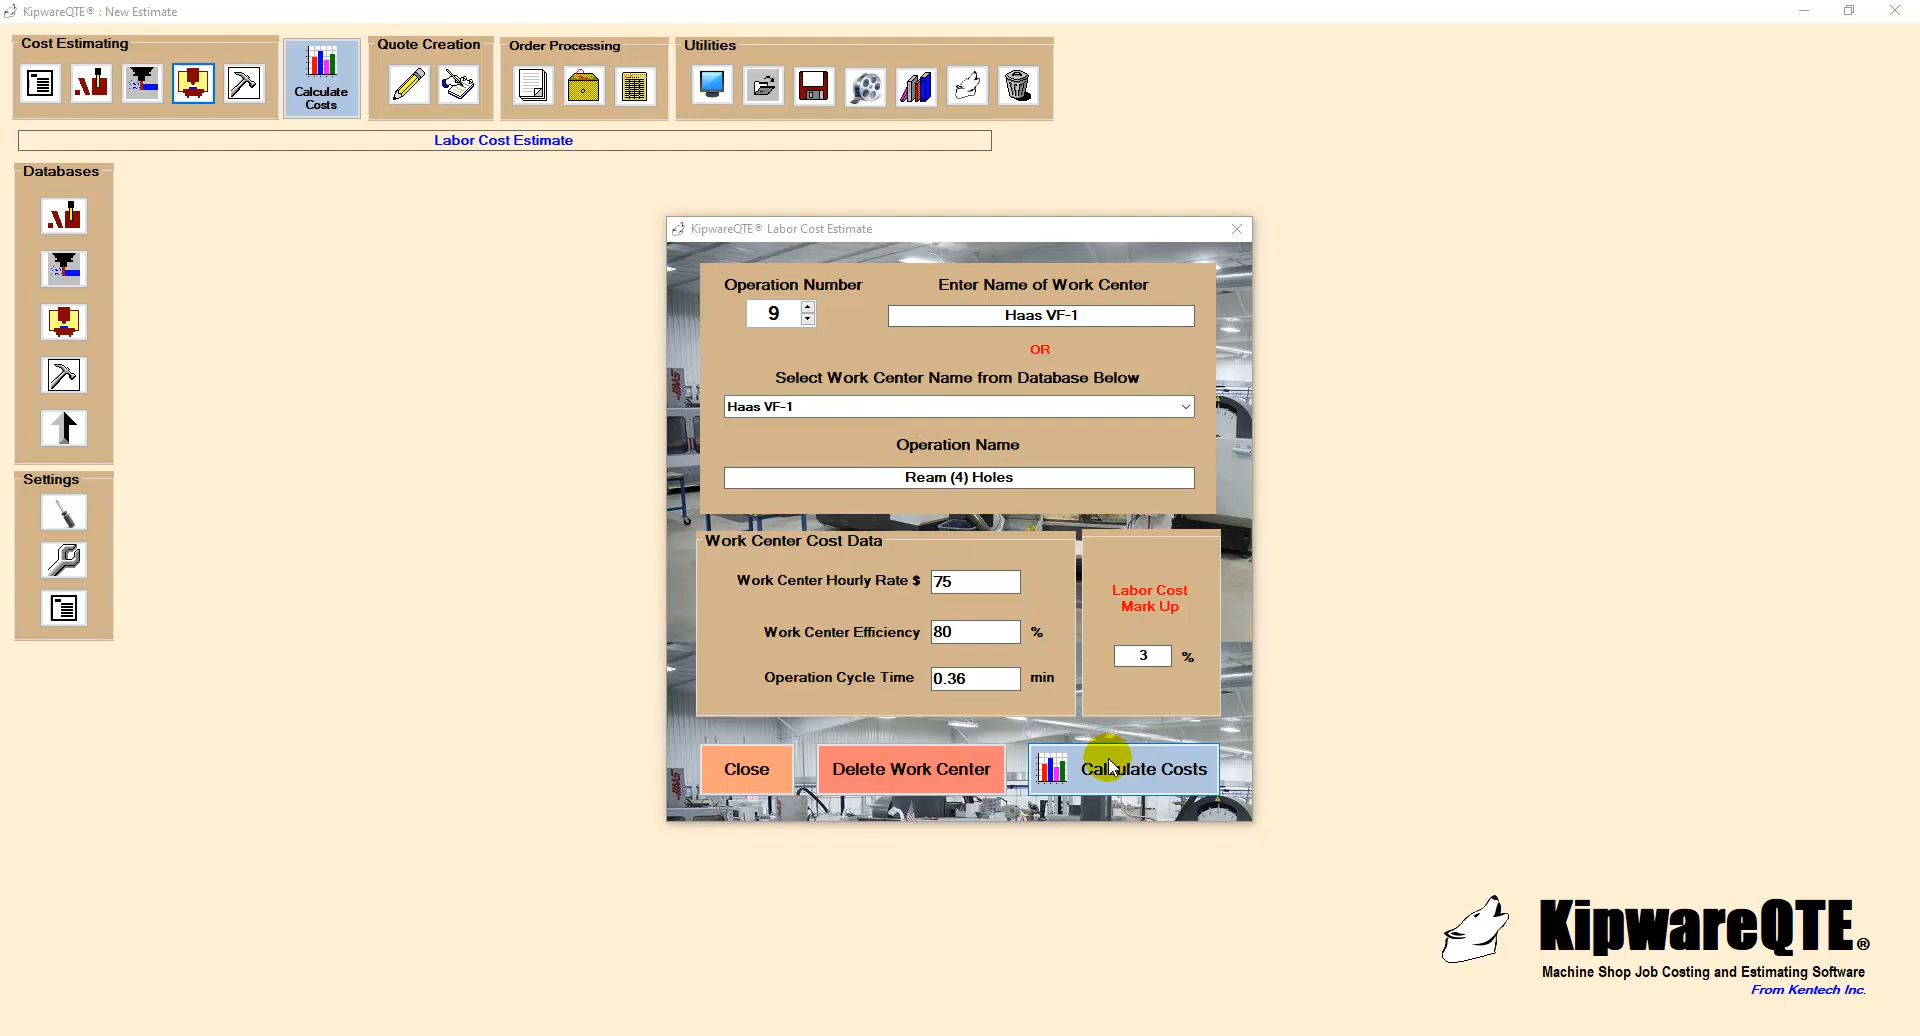 KipwareQTE® : New Estimate
Cost Estimating
Calculate
Costs
Quote Creation
Order Processing
Utilities
Labor Cost Estimate
Databases
Settings
KipwareQTE® Labor Cost Estimate
Operation Number
Enter Name of Work Center
9
Haas VF-1
OR
Select Work Center Name from Database Below
Haas VF-1
Operation Name
Ream (4) Holes
Work Center Cost Data
Work Center Hourly Rate $ 75
Work Center Efficiency 80 %
Operation Cycle Time 0.36 min
Labor Cost
Mark Up
3 %
Close
Delete Work Center
Calculate Costs
KipwareQTE®
Machine Shop Job Costing and Estimating Software
From Kentech Inc.